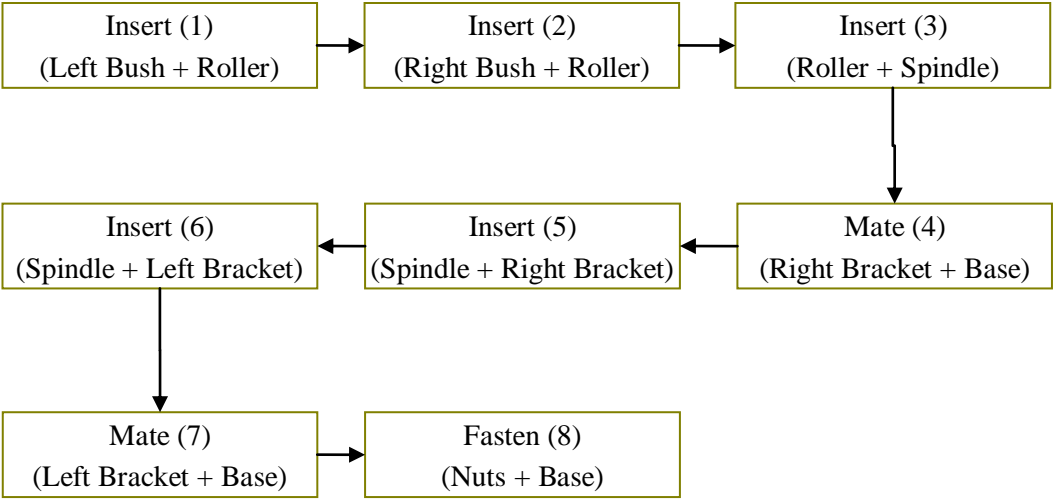 Insert (1)
(Left Bush + Roller)
Insert (2)
(Right Bush + Roller)
Insert (3)
(Roller + Spindle)
Mate (4)
(Right Bracket + Base)
Insert (5)
(Spindle + Right Bracket)
Insert (6)
(Spindle + Left Bracket)
Mate (7)
(Left Bracket + Base)
Fasten (8)
(Nuts + Base)